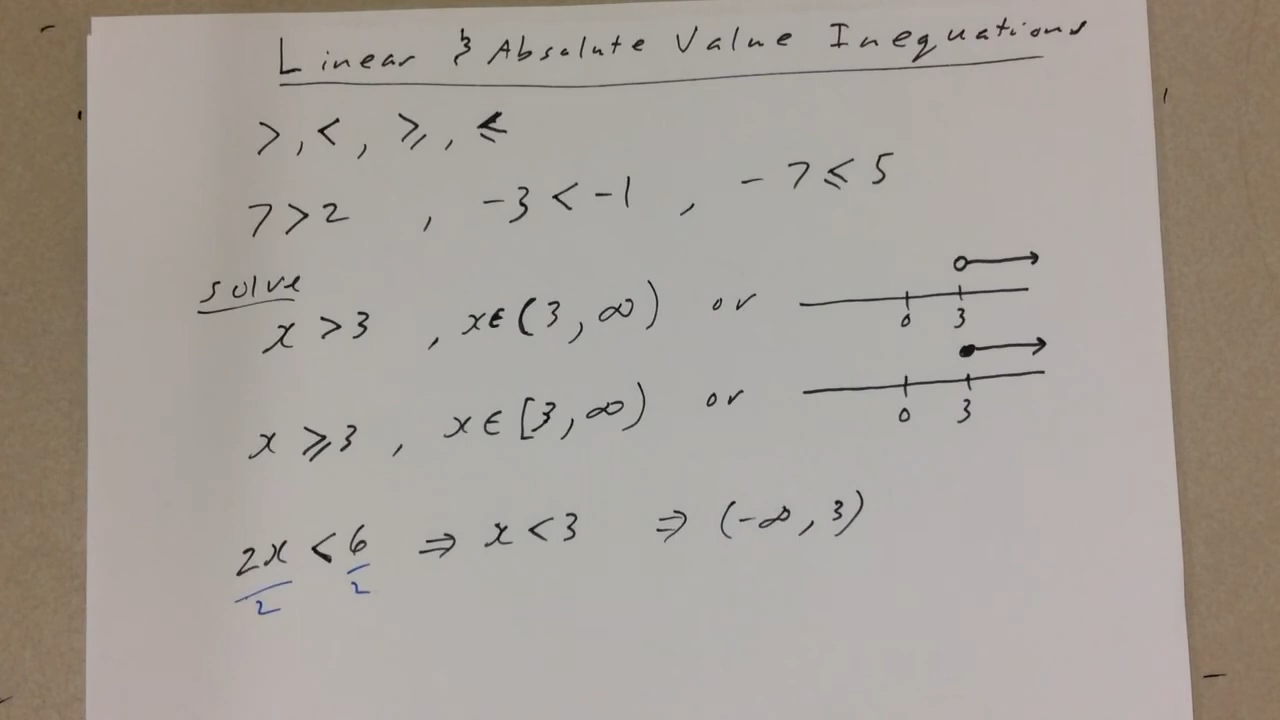 Linear & Absolute Value Inequations
>, <, ⩾, ⩽
7 > 2 , -3 < -1 , -7 ⩽ 5
solve
x > 3 , x ∈ (3, ∞) or 0 3
x ⩾ 3 , x ∈ [3, ∞) or 0 3
2x < 6 ⇒ x < 3 ⇒ (-∞, 3)
2 2